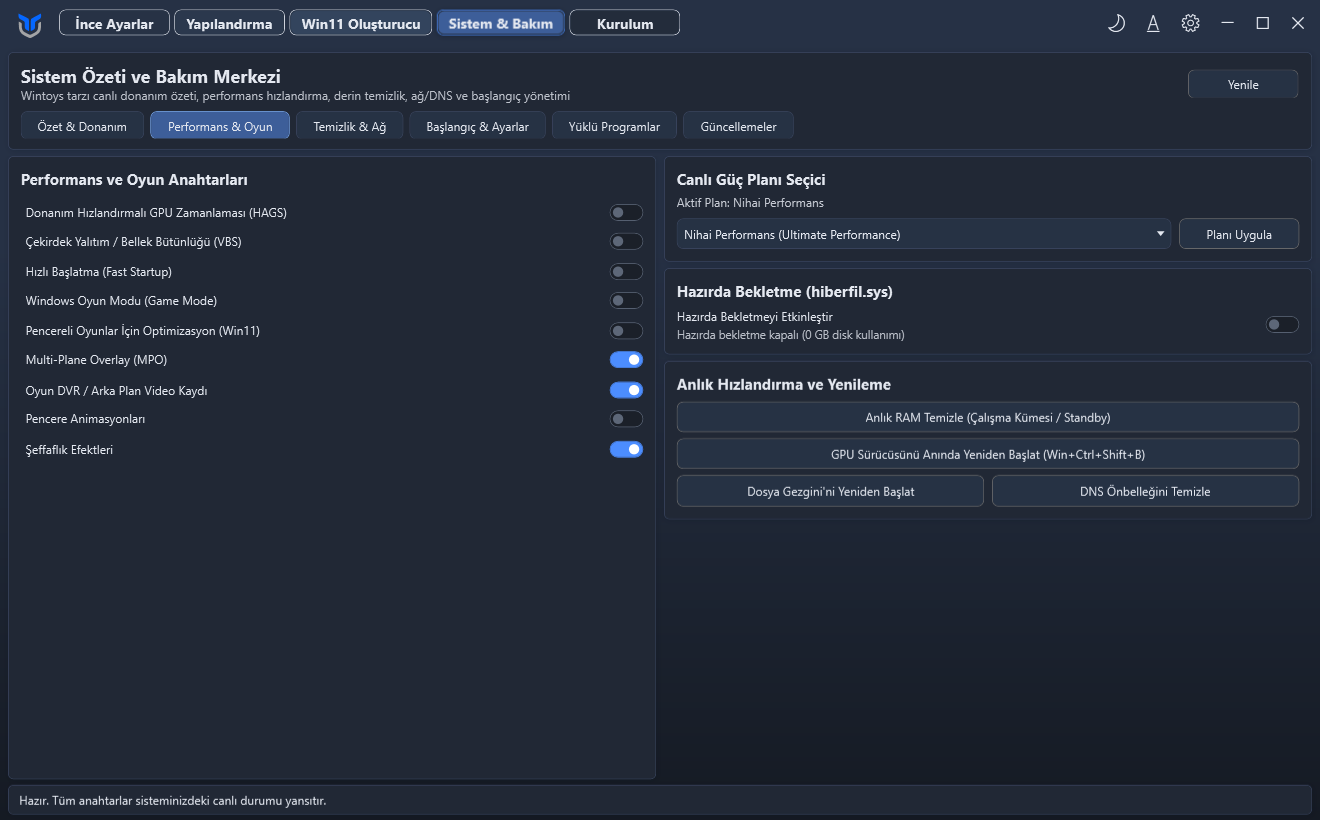 İnce Ayarlar
Yapılandırma
Win11 Oluşturucu
Sistem & Bakım
Kurulum
Sistem Özeti ve Bakım Merkezi
Wintoys tarzı canlı donanım özeti, performans hızlandırma, derin temizlik, ağ/DNS ve başlangıç yönetimi
Yenile
Özet & Donanım
Performans & Oyun
Temizlik & Ağ
Başlangıç & Ayarlar
Yüklü Programlar
Güncellemeler
Performans ve Oyun Anahtarları
Donanım Hızlandırmalı GPU Zamanlaması (HAGS)
Çekirdek Yalıtım / Bellek Bütünlüğü (VBS)
Hızlı Başlatma (Fast Startup)
Windows Oyun Modu (Game Mode)
Pencereli Oyunlar İçin Optimizasyon (Win11)
Multi-Plane Overlay (MPO)
Oyun DVR / Arka Plan Video Kaydı
Pencere Animasyonları
Şeffaflık Efektleri
Canlı Güç Planı Seçici
Aktif Plan: Nihai Performans
Nihai Performans (Ultimate Performance)
Planı Uygula
Hazırda Bekletme (hiberfil.sys)
Hazırda Bekletmeyi Etkinleştir
Hazırda bekletme kapalı (0 GB disk kullanımı)
Anlık Hızlandırma ve Yenileme
Anlık RAM Temizle (Çalışma Kümesi / Standby)
GPU Sürücüsünü Anında Yeniden Başlat (Win+Ctrl+Shift+B)
Dosya Gezgini'ni Yeniden Başlat
DNS Önbelleğini Temizle
Hazır. Tüm anahtarlar sisteminizdeki canlı durumu yansıtır.